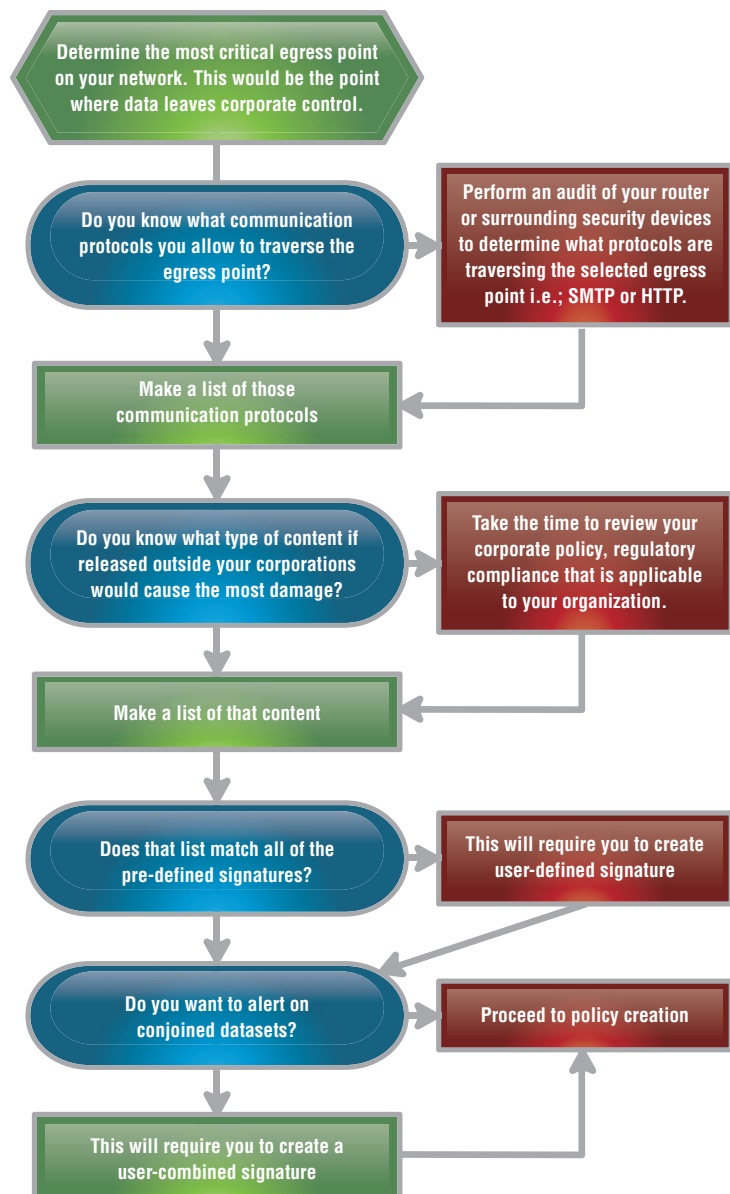 Determine the most critical egress point
on your network. This would be the point
where data leaves corporate control.
Do you know what communication
protocols you allow to traverse the
egress point?
Perform an audit of your router
or surrounding security devices
to determine what protocols are
traversing the selected egress
point i.e.; SMTP or HTTP.
Make a list of those
communication protocols
Do you know what type of content if
released outside your corporations
would cause the most damage?
Take the time to review your
corporate policy, regulatory
compliance that is applicable
to your organization.
Make a list of that content
Does that list match all of the
pre-defined signatures?
This will require you to create
user-defined signature
Do you want to alert on
conjoined datasets?
Proceed to policy creation
This will require you to create a
user-combined signature